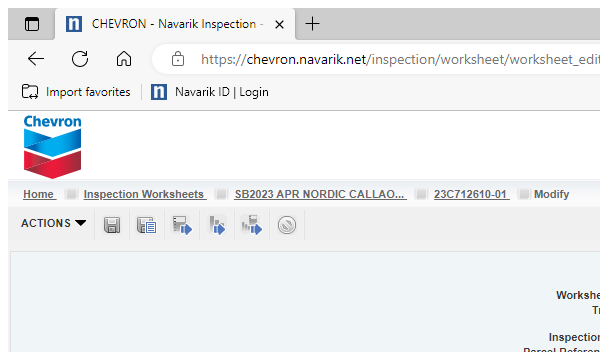 CHEVRON - Navarik Inspection -
https://chevron.navarik.net/inspection/worksheet/worksheet_edit
Import favorites
Navarik ID | Login
Chevron
Home Inspection Worksheets SB2023 APR NORDIC CALLAO... 23C712610-01 Modify
ACTIONS
Workshe
Tr
Inspection
Parcel Referen